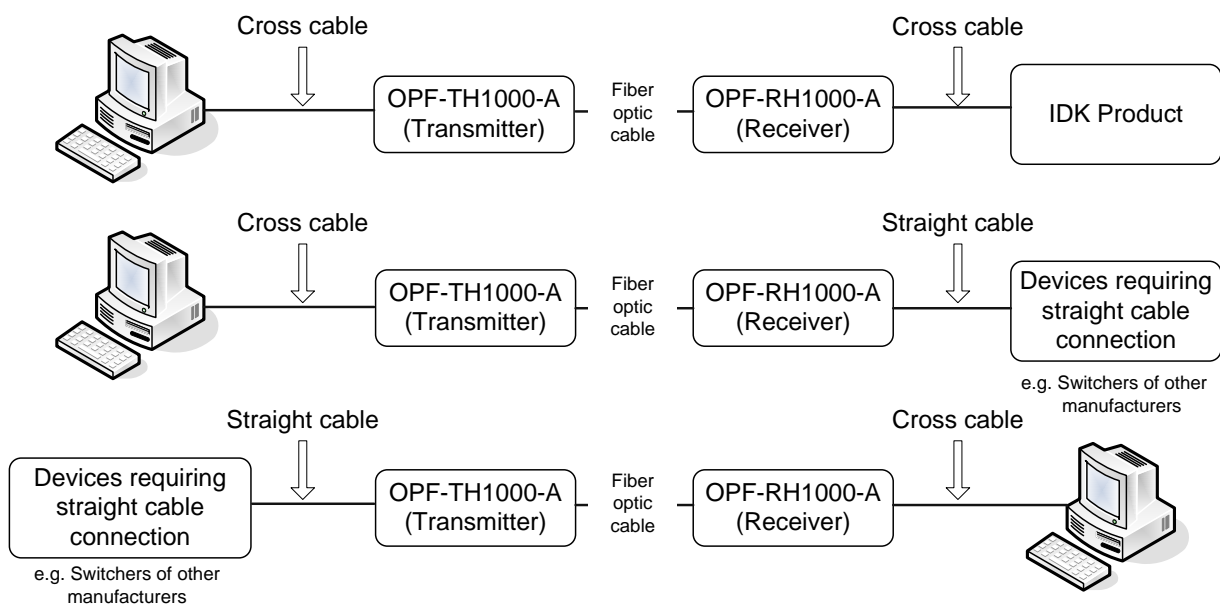 Cross cable
Cross cable
OPF-TH1000-A
(Transmitter)
Fiber
optic
cable
OPF-RH1000-A
(Receiver)
IDK Product
Cross cable
Straight cable
OPF-TH1000-A
(Transmitter)
Fiber
optic
cable
OPF-RH1000-A
(Receiver)
Devices requiring
straight cable
connection
e.g. Switchers of other
manufacturers
Straight cable
Cross cable
Devices requiring
straight cable
connection
e.g. Switchers of other
manufacturers
OPF-TH1000-A
(Transmitter)
Fiber
optic
cable
OPF-RH1000-A
(Receiver)